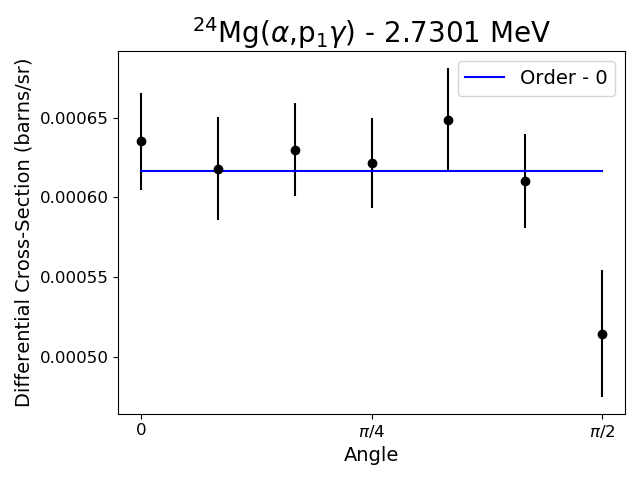 ²⁴Mg(α,p₁γ) - 2.7301 MeV
Differential Cross-Section (barns/sr)
Order - 0
0.00065
0.00060
0.00055
0.00050
0
π/4
π/2
Angle